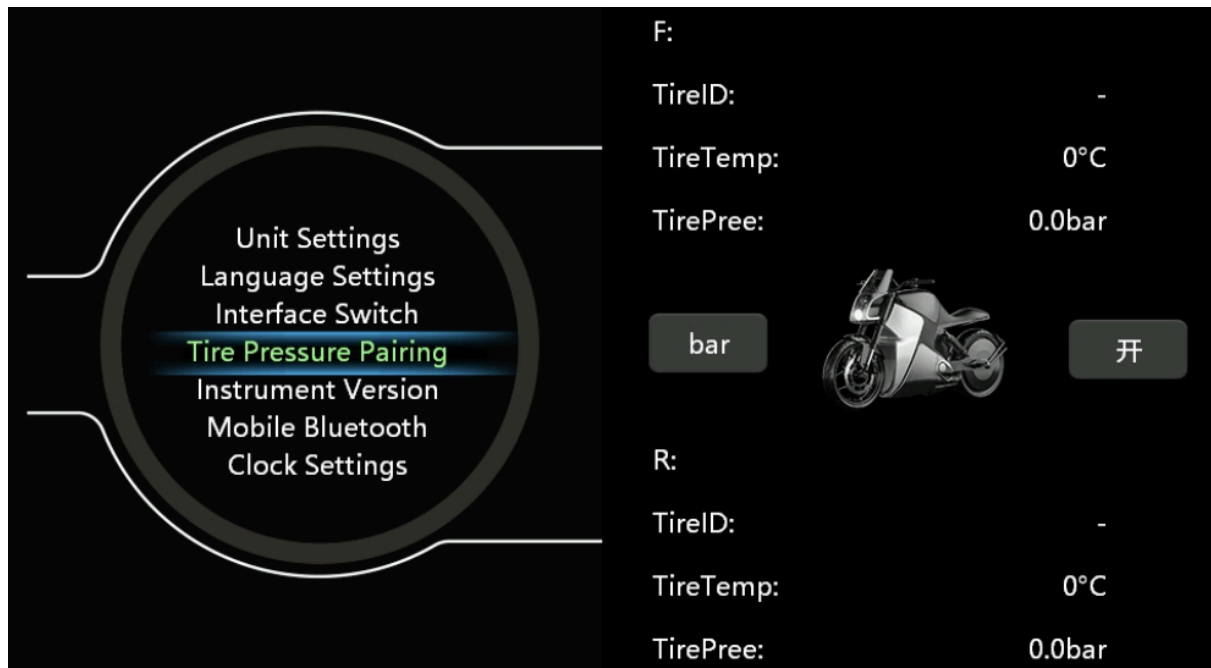 Unit Settings
Language Settings
Interface Switch
Tire Pressure Pairing
Instrument Version
Mobile Bluetooth
Clock Settings
F:
TireID: -
TireTemp: 0°C
TirePree: 0.0bar
bar
开
R:
TireID: -
TireTemp: 0°C
TirePree: 0.0bar